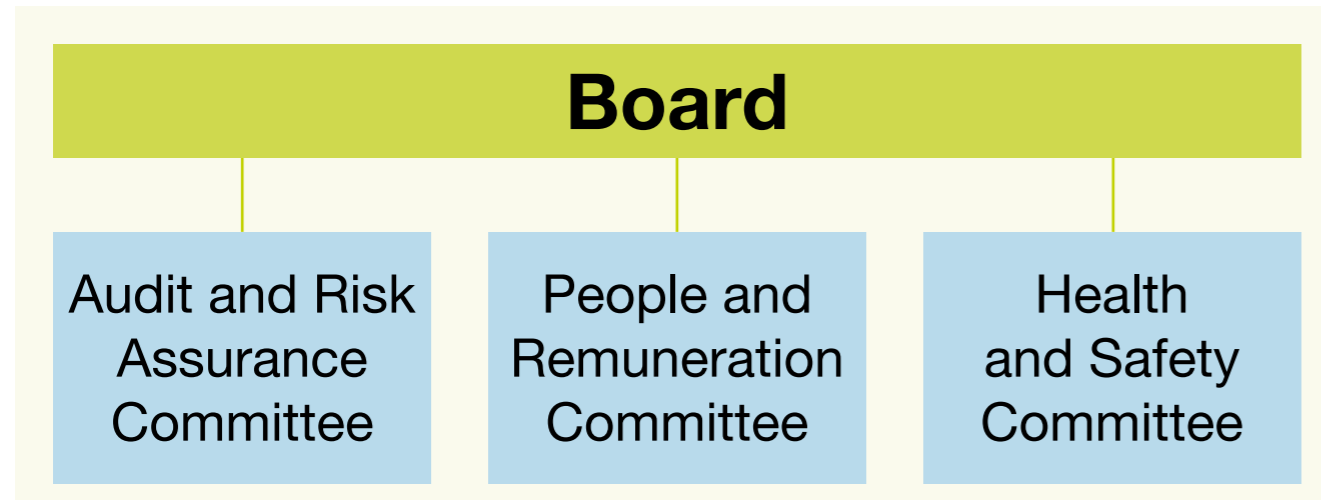 Board
Audit and Risk
Assurance
Committee
People and
Remuneration
Committee
Health
and Safety
Committee